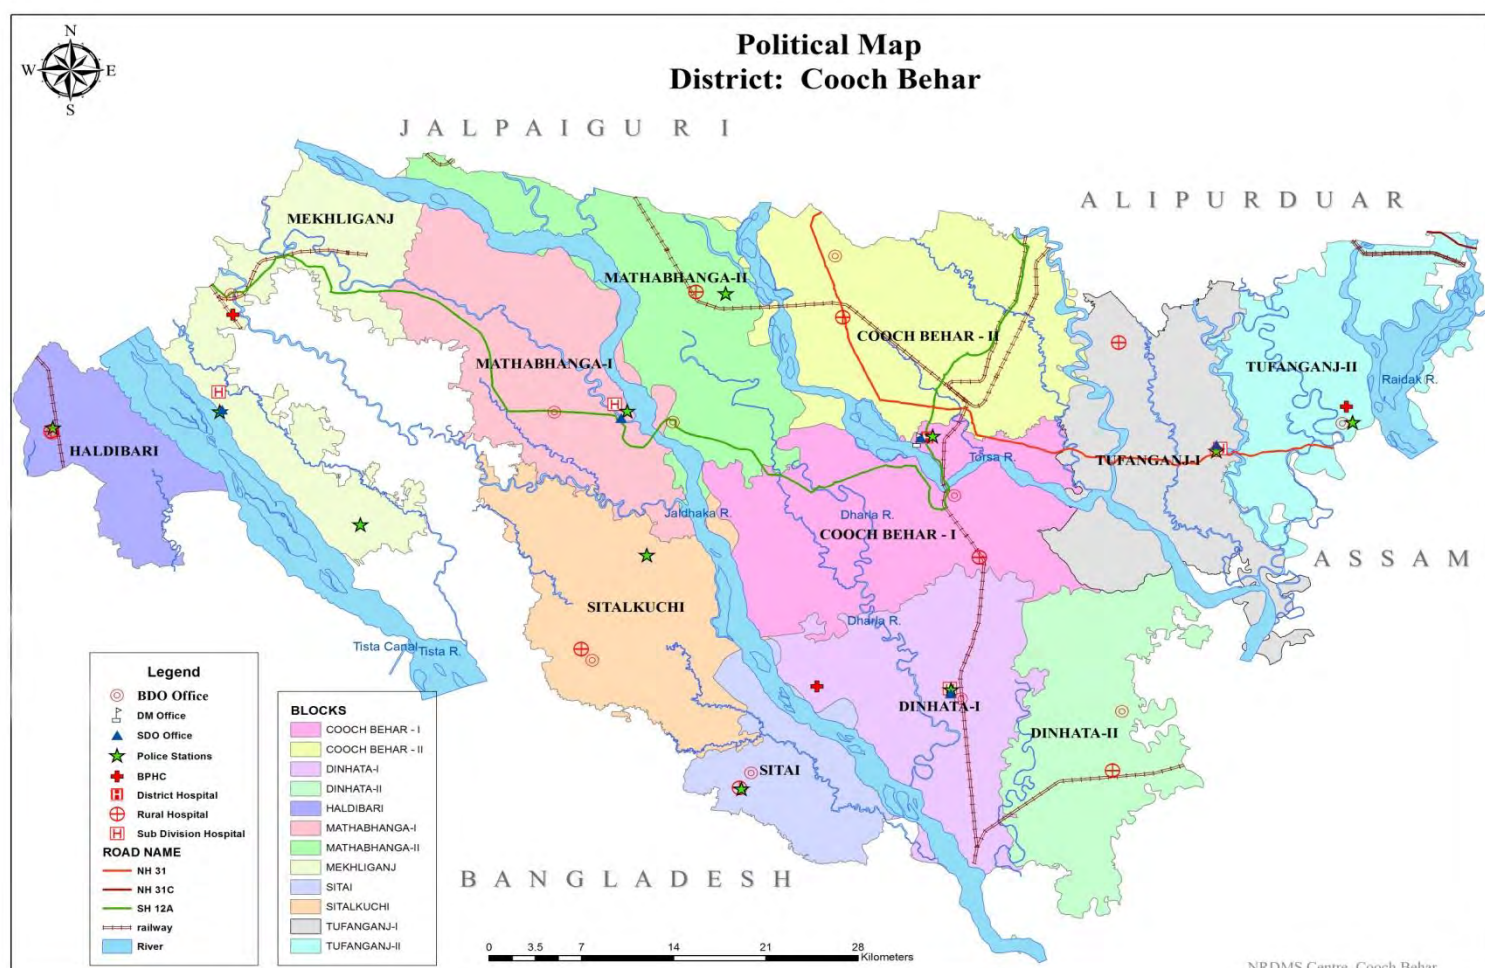 Political Map
District: Cooch Behar
N
W
E
S
JALPAIGURI
ALIPURDUAR
MEKHLIGANJ
MATHABHANGA-II
COOCH BEHAR - II
MATHABHANGA-I
TUFANGANJ-II
Raidak R.
HALDIBARI
TUFANGANJ-I
Torsa R.
Jaldhaka R.
Dharla R.
COOCH BEHAR - I
ASSAM
SITALKUCHI
Dharla R.
Tista Canal
Tista R.
DINHATA-I
DINHATA-II
SITAI
BANGLADESH
Legend
BDO Office
DM Office
SDO Office
Police Stations
BPHC
H District Hospital
Rural Hospital
H Sub Division Hospital
ROAD NAME
NH 31
NH 31C
SH 12A
railway
River
BLOCKS
COOCH BEHAR - I
COOCH BEHAR - II
DINHATA-I
DINHATA-II
HALDIBARI
MATHABHANGA-I
MATHABHANGA-II
MEKHLIGANJ
SITAI
SITALKUCHI
TUFANGANJ-I
TUFANGANJ-II
0 3.5 7 14 21 28
Kilometers
NRDMS Centre, Cooch Behar